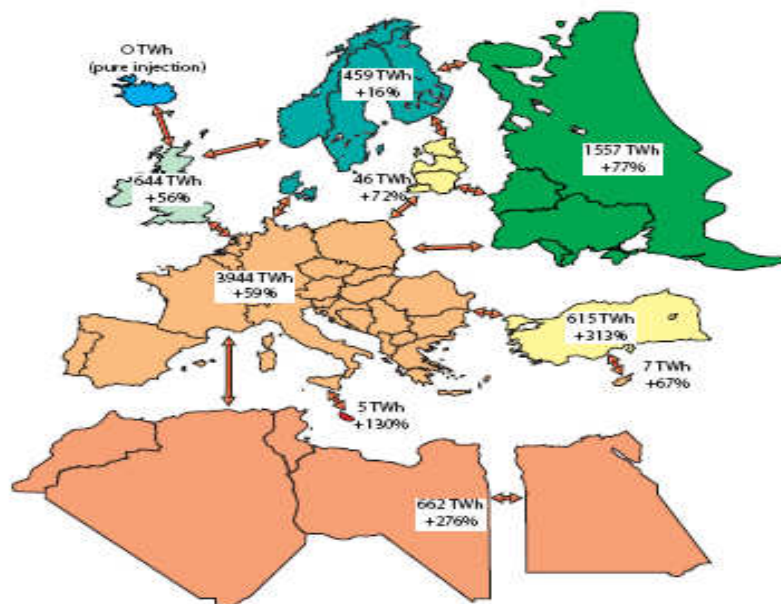 0 TWh
(pure injection)
459 TWh
+16%
1557 TWh
+77%
644 TWh
+56%
46 TWh
+72%
3944 TWh
+59%
615 TWh
+313%
7 TWh
+67%
5 TWh
+130%
662 TWh
+276%